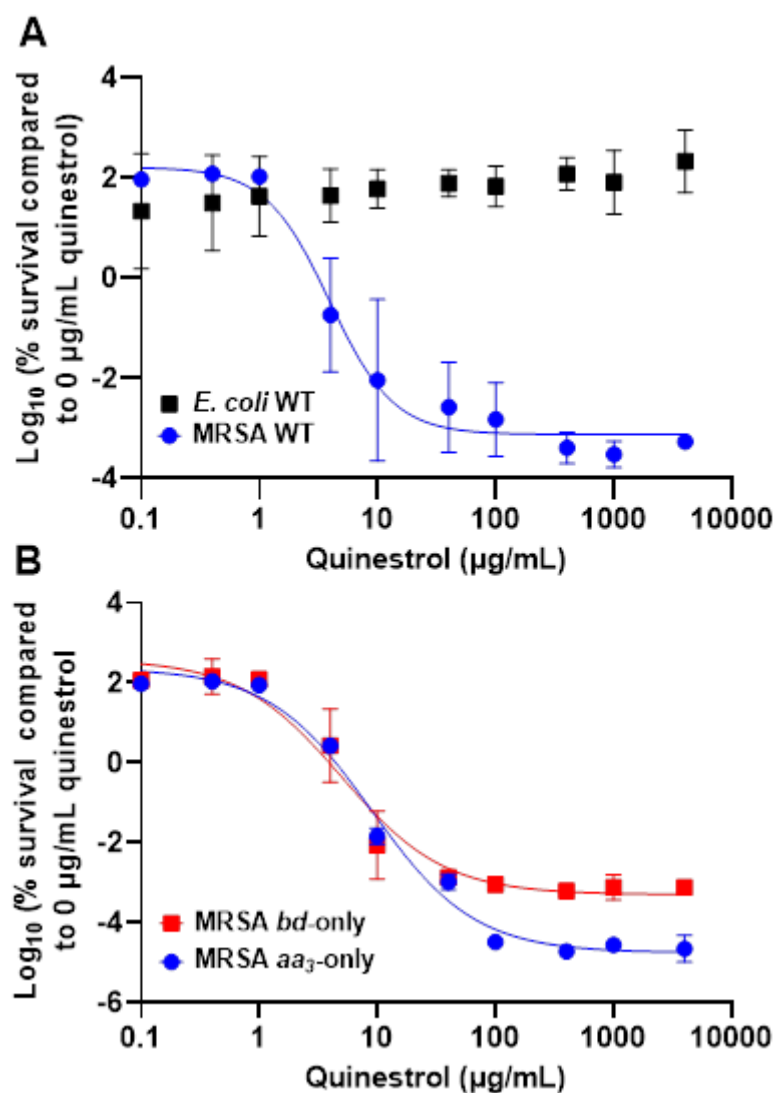 A
Log₁₀ (% survival compared
to 0 µg/mL quinestrol)
4
2
0
-2
-4
E. coli WT
MRSA WT
0.1 1 10 100 1000 10000
Quinestrol (µg/mL)
B
Log₁₀ (% survival compared
to 0 µg/mL quinestrol
4
2
0
-2
-4
-6
MRSA bd-only
MRSA aa₃-only
0.1 1 10 100 1000 10000
Quinestrol (µg/mL)